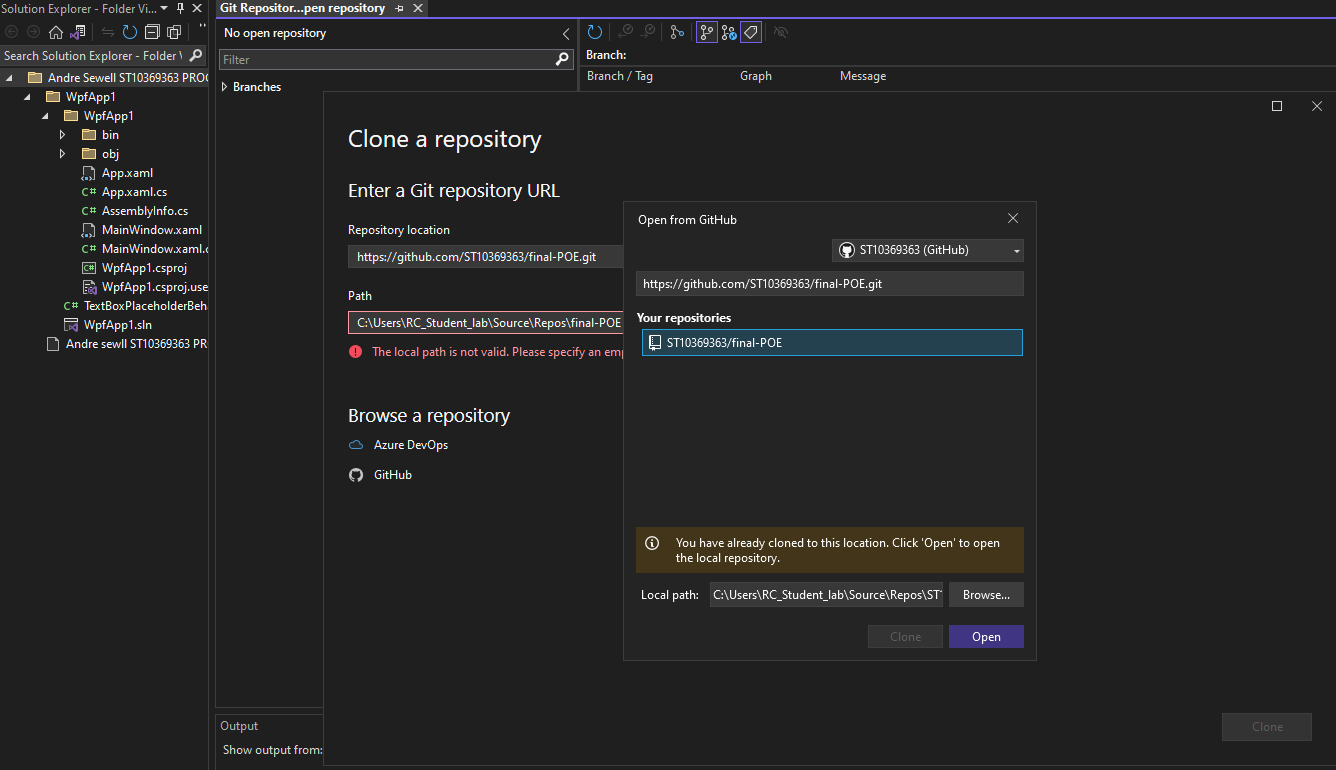 Solution Explorer - Folder Vi...
Search Solution Explorer - Folder
Andre Sewell ST10369363 PROG
WpfApp1
WpfApp1
bin
obj
App.xaml
C# App.xaml.cs
C# AssemblyInfo.cs
MainWindow.xaml
C# MainWindow.xaml.c
C# WpfApp1.csproj
WpfApp1.csproj.use
C# TextBoxPlaceholderBeha
WpfApp1.sln
Andre sewll ST10369363 PR
Git Repositor...pen repository
No open repository
Filter
Branches
Branch:
Branch / Tag Graph Message
Clone a repository
Enter a Git repository URL
Repository location
https://github.com/ST10369363/final-POE.git
Path
C:\Users\RC_Student_lab\Source\Repos\final-POE
The local path is not valid. Please specify an emp
Browse a repository
Azure DevOps
GitHub
Open from GitHub
ST10369363 (GitHub)
https://github.com/ST10369363/final-POE.git
Your repositories
ST10369363/final-POE
You have already cloned to this location. Click 'Open' to open
the local repository.
Local path: C:\Users\RC_Student_lab\Source\Repos\ST Browse...
Clone Open
Clone
Output
Show output from: